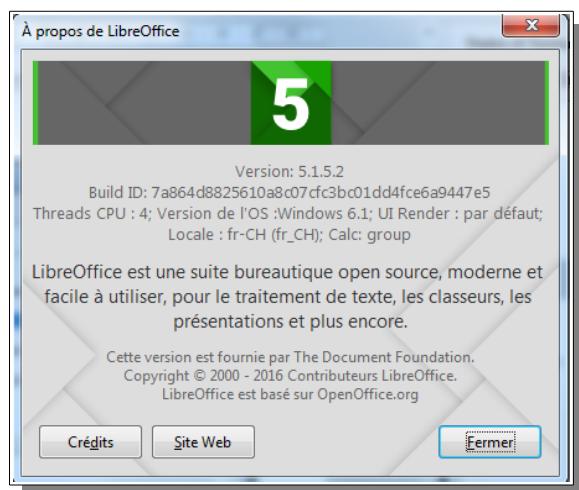 À propos de LibreOffice
5
Version: 5.1.5.2
Build ID: 7a864d8825610a8c07cfc3bc01dd4fce6a9447e5
Threads CPU : 4; Version de l'OS :Windows 6.1; UI Render : par défaut;
Locale : fr-CH (fr_CH); Calc: group
LibreOffice est une suite bureautique open source, moderne et
facile à utiliser, pour le traitement de texte, les classeurs, les
présentations et plus encore.
Cette version est fournie par The Document Foundation.
Copyright © 2000 - 2016 Contributeurs LibreOffice.
LibreOffice est basé sur OpenOffice.org
Crédits Site Web Fermer